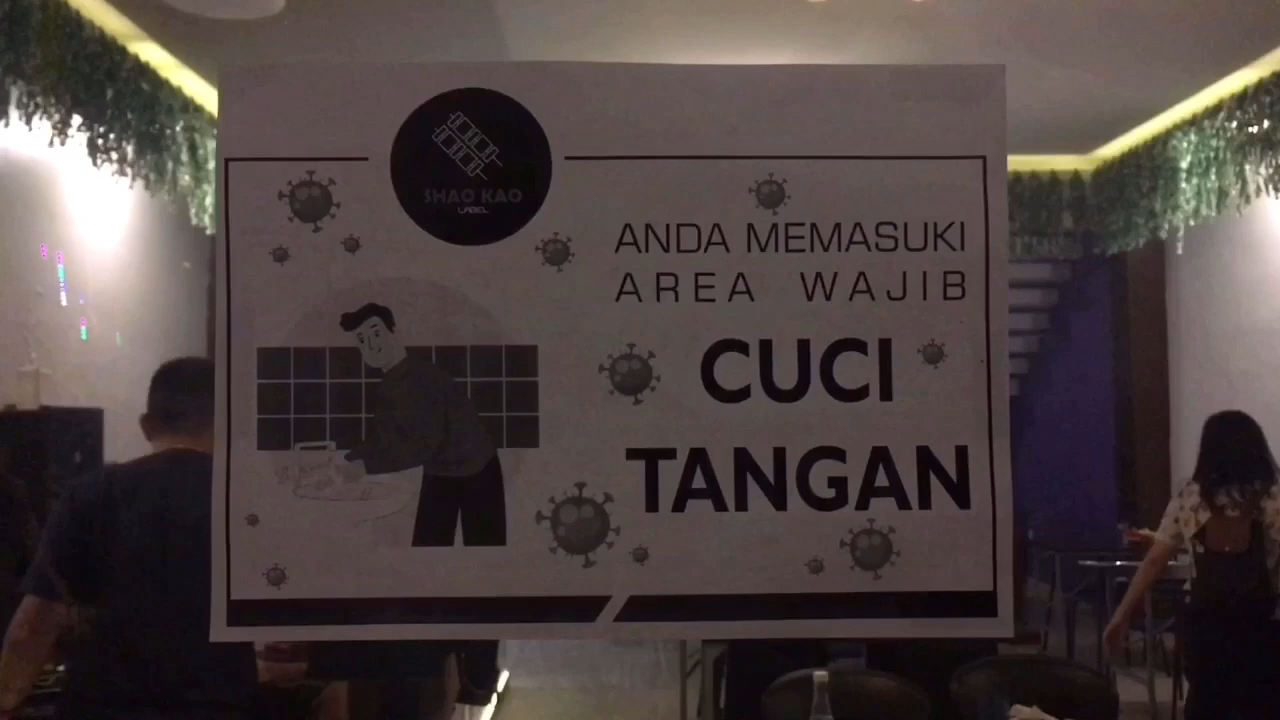 SHAO KAO
LABEL
ANDA MEMASUKI
AREA WAJIB
CUCI
TANGAN